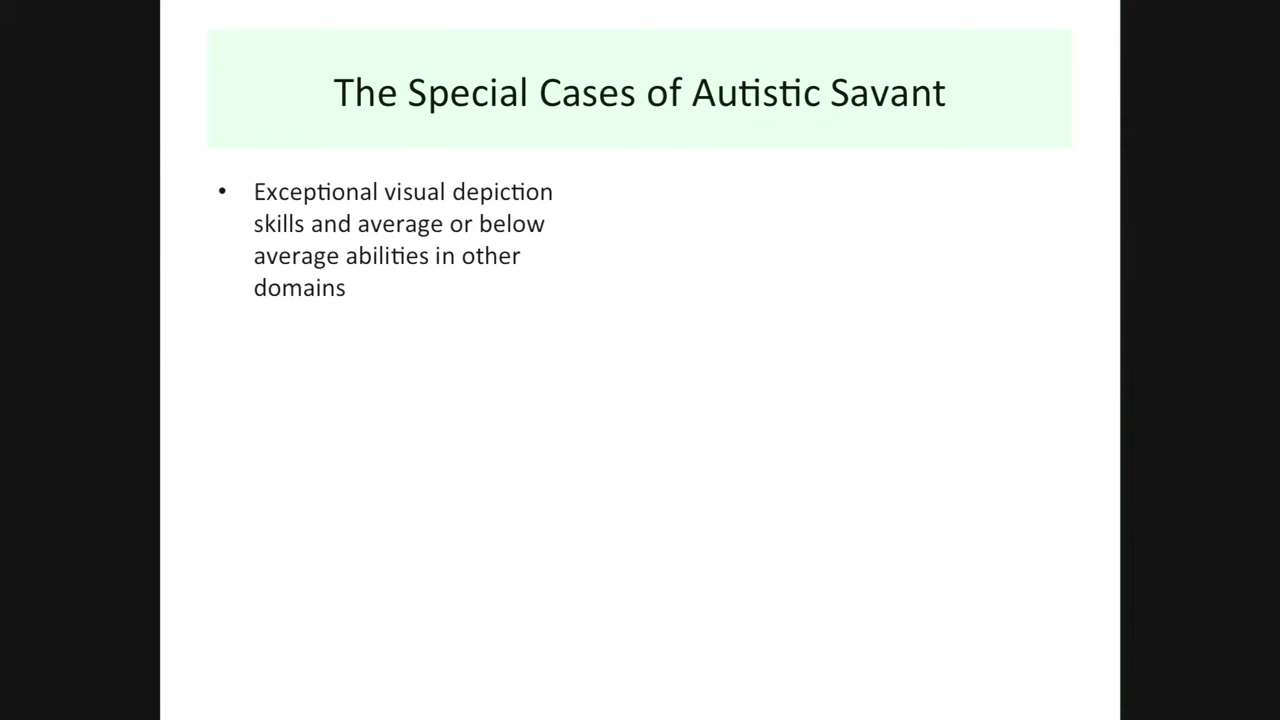 The Special Cases of Autistic Savant
• Exceptional visual depiction
skills and average or below
average abilities in other
domains